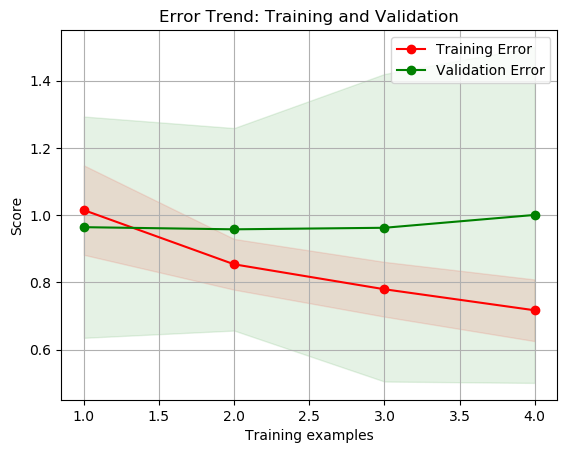 Error Trend: Training and Validation
Training Error
Validation Error
1.4
1.2
1.0
0.8
0.6
Score
1.0
1.5
2.0
2.5
3.0
3.5
4.0
Training examples